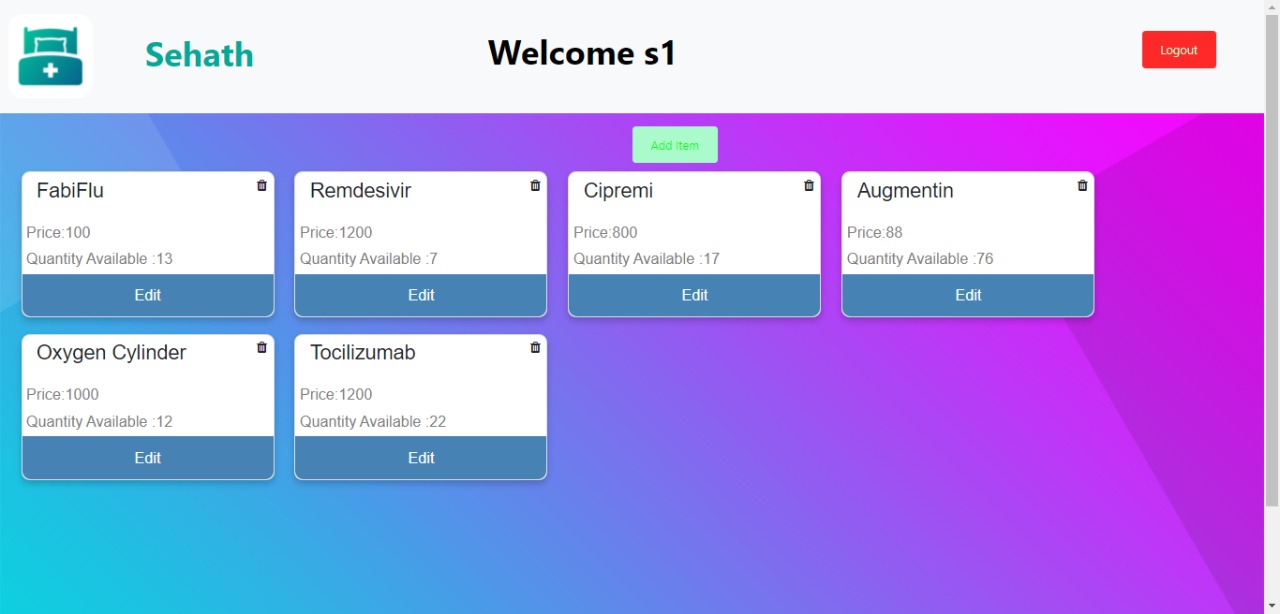 Sehath
Welcome s1
Logout
Add Item
FabiFlu
Price:100
Quantity Available :13
Edit
Remdesivir
Price:1200
Quantity Available :7
Edit
Cipremi
Price:800
Quantity Available :17
Edit
Augmentin
Price:88
Quantity Available :76
Edit
Oxygen Cylinder
Price:1000
Quantity Available :12
Edit
Tocilizumab
Price:1200
Quantity Available :22
Edit